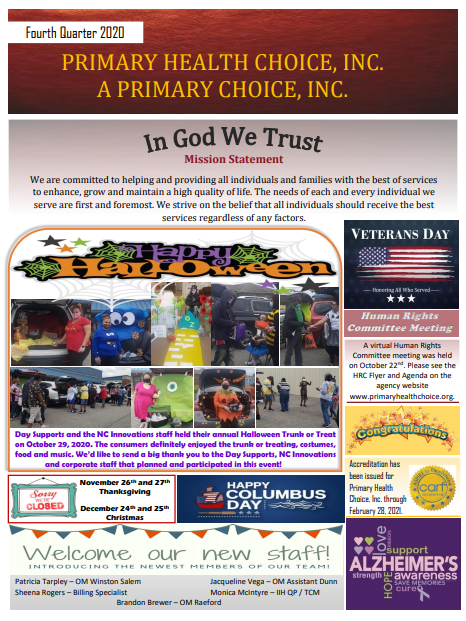 Fourth Quarter 2020
PRIMARY HEALTH CHOICE, INC.
A PRIMARY CHOICE, INC.
In God We Trust
Mission Statement
We are committed to helping and providing all individuals and families with the best of services
to enhance, grow and maintain a high quality of life. The needs of each and every individual we
serve are first and foremost. We strive on the belief that all individuals should receive the best
services regardless of any factors.
Happy
Halloween
Day Supports and the NC Innovations staff held their annual Halloween Trunk or Treat
on October 29, 2020. The consumers definitely enjoyed the trunk or treating, costumes,
food and music. We'd like to send a big thank you to the Day Supports, NC Innovations
and corporate staff that planned and participated in this event!
VETERANS DAY
Honoring All Who Served
Human Rights
Committee Meeting
A virtual Human Rights
Committee meeting was held
on October 22nd. Please see the
HRC Flyer and Agenda on the
agency website
www.primaryhealthchoice.org.
Congratulations
Accreditation has
been issued for
Primary Health
Choice, Inc. through
February 28, 2021.
carf
Sorry
we're
CLOSED
November 26th and 27th
Thanksgiving
December 24th and 25th
Christmas
HAPPY
COLUMBUS
DAY
Welcome our new staff!
INTRODUCING THE NEWEST MEMBERS OF OUR TEAM!
Patricia Tarpley – OM Winston Salem
Jacqueline Vega – OM Assistant Dunn
Sheena Rogers – Billing Specialist
Monica McIntyre – IIH QP / TCM
Brandon Brewer – OM Raeford
love
support
ALZHEIMER'S
strength
awareness
HOPE
SAVE MEMORIES
cure